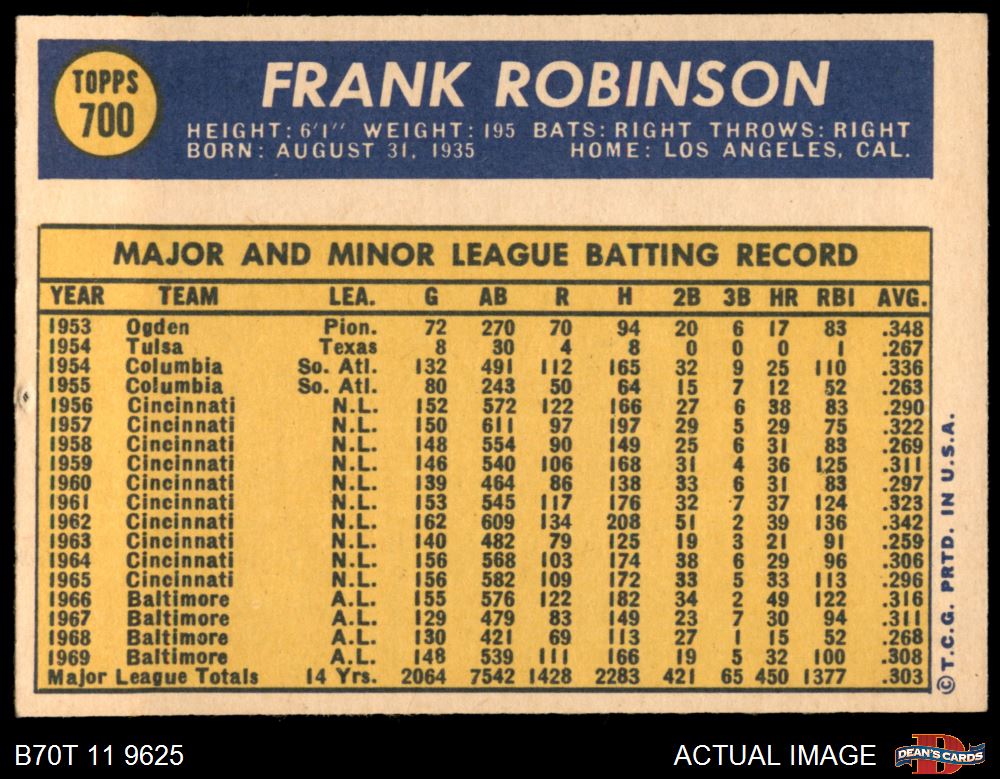 TOPPS
700
FRANK ROBINSON
HEIGHT: 6'1" WEIGHT: 195 BATS: RIGHT THROWS: RIGHT
BORN: AUGUST 31, 1935 HOME: LOS ANGELES, CAL.
MAJOR AND MINOR LEAGUE BATTING RECORD
YEAR TEAM LEA. G AB R H 2B 3B HR RBI AVG.
1953 Ogden Pion. 72 270 70 94 20 6 17 83 .348
1954 Tulsa Texas 8 30 4 8 0 0 0 1 .267
1954 Columbia So. Atl. 132 491 112 165 32 9 25 110 .336
1955 Columbia So. Atl. 80 243 50 64 15 7 12 52 .263
1956 Cincinnati N.L. 152 572 122 166 27 6 38 83 .290
1957 Cincinnati N.L. 150 611 97 197 29 5 29 75 .322
1958 Cincinnati N.L. 148 554 90 149 25 6 31 83 .269
1959 Cincinnati N.L. 146 540 106 168 31 4 36 125 .311
1960 Cincinnati N.L. 139 464 86 138 33 6 31 83 .297
1961 Cincinnati N.L. 153 545 117 176 32 7 37 124 .323
1962 Cincinnati N.L. 162 609 134 208 51 2 39 136 .342
1963 Cincinnati N.L. 140 482 79 125 19 3 21 91 .259
1964 Cincinnati N.L. 156 568 103 174 38 6 29 96 .306
1965 Cincinnati N.L. 156 582 109 172 33 5 33 113 .296
1966 Baltimore A.L. 155 576 122 182 34 2 49 122 .316
1967 Baltimore A.L. 129 479 83 149 23 7 30 94 .311
1968 Baltimore A.L. 130 421 69 113 27 1 15 52 .268
1969 Baltimore A.L. 148 539 111 166 19 5 32 100 .308
Major League Totals 14 Yrs. 2064 7542 1428 2283 421 65 450 1377 .303
©T.C.G. PRTD. IN U.S.A.
B70T 11 9625
ACTUAL IMAGE
DEAN'S CARDS